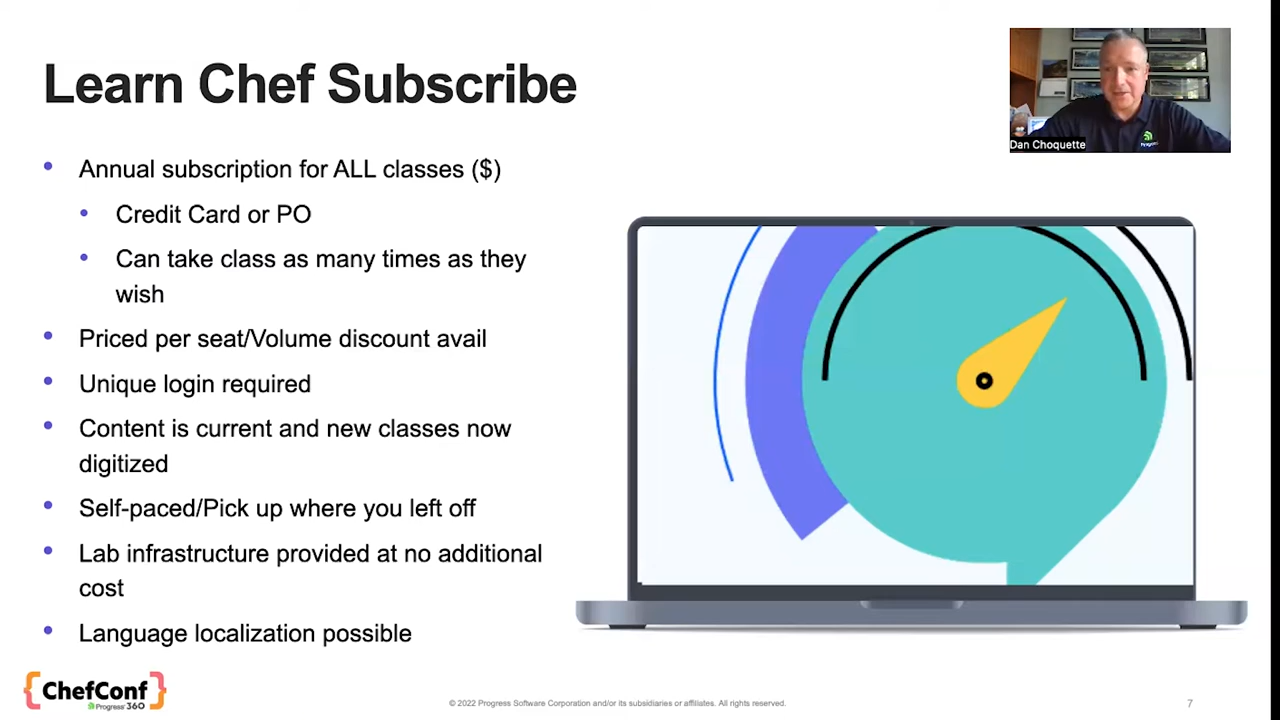 Learn Chef Subscribe
Dan Choquette
Progress
• Annual subscription for ALL classes ($)
• Credit Card or PO
• Can take class as many times as they
wish
• Priced per seat/Volume discount avail
• Unique login required
• Content is current and new classes now
digitized
• Self-paced/Pick up where you left off
• Lab infrastructure provided at no additional
cost
• Language localization possible
{ChefConf}
Progress® 360
© 2022 Progress Software Corporation and/or its subsidiaries or affiliates. All rights reserved.
7